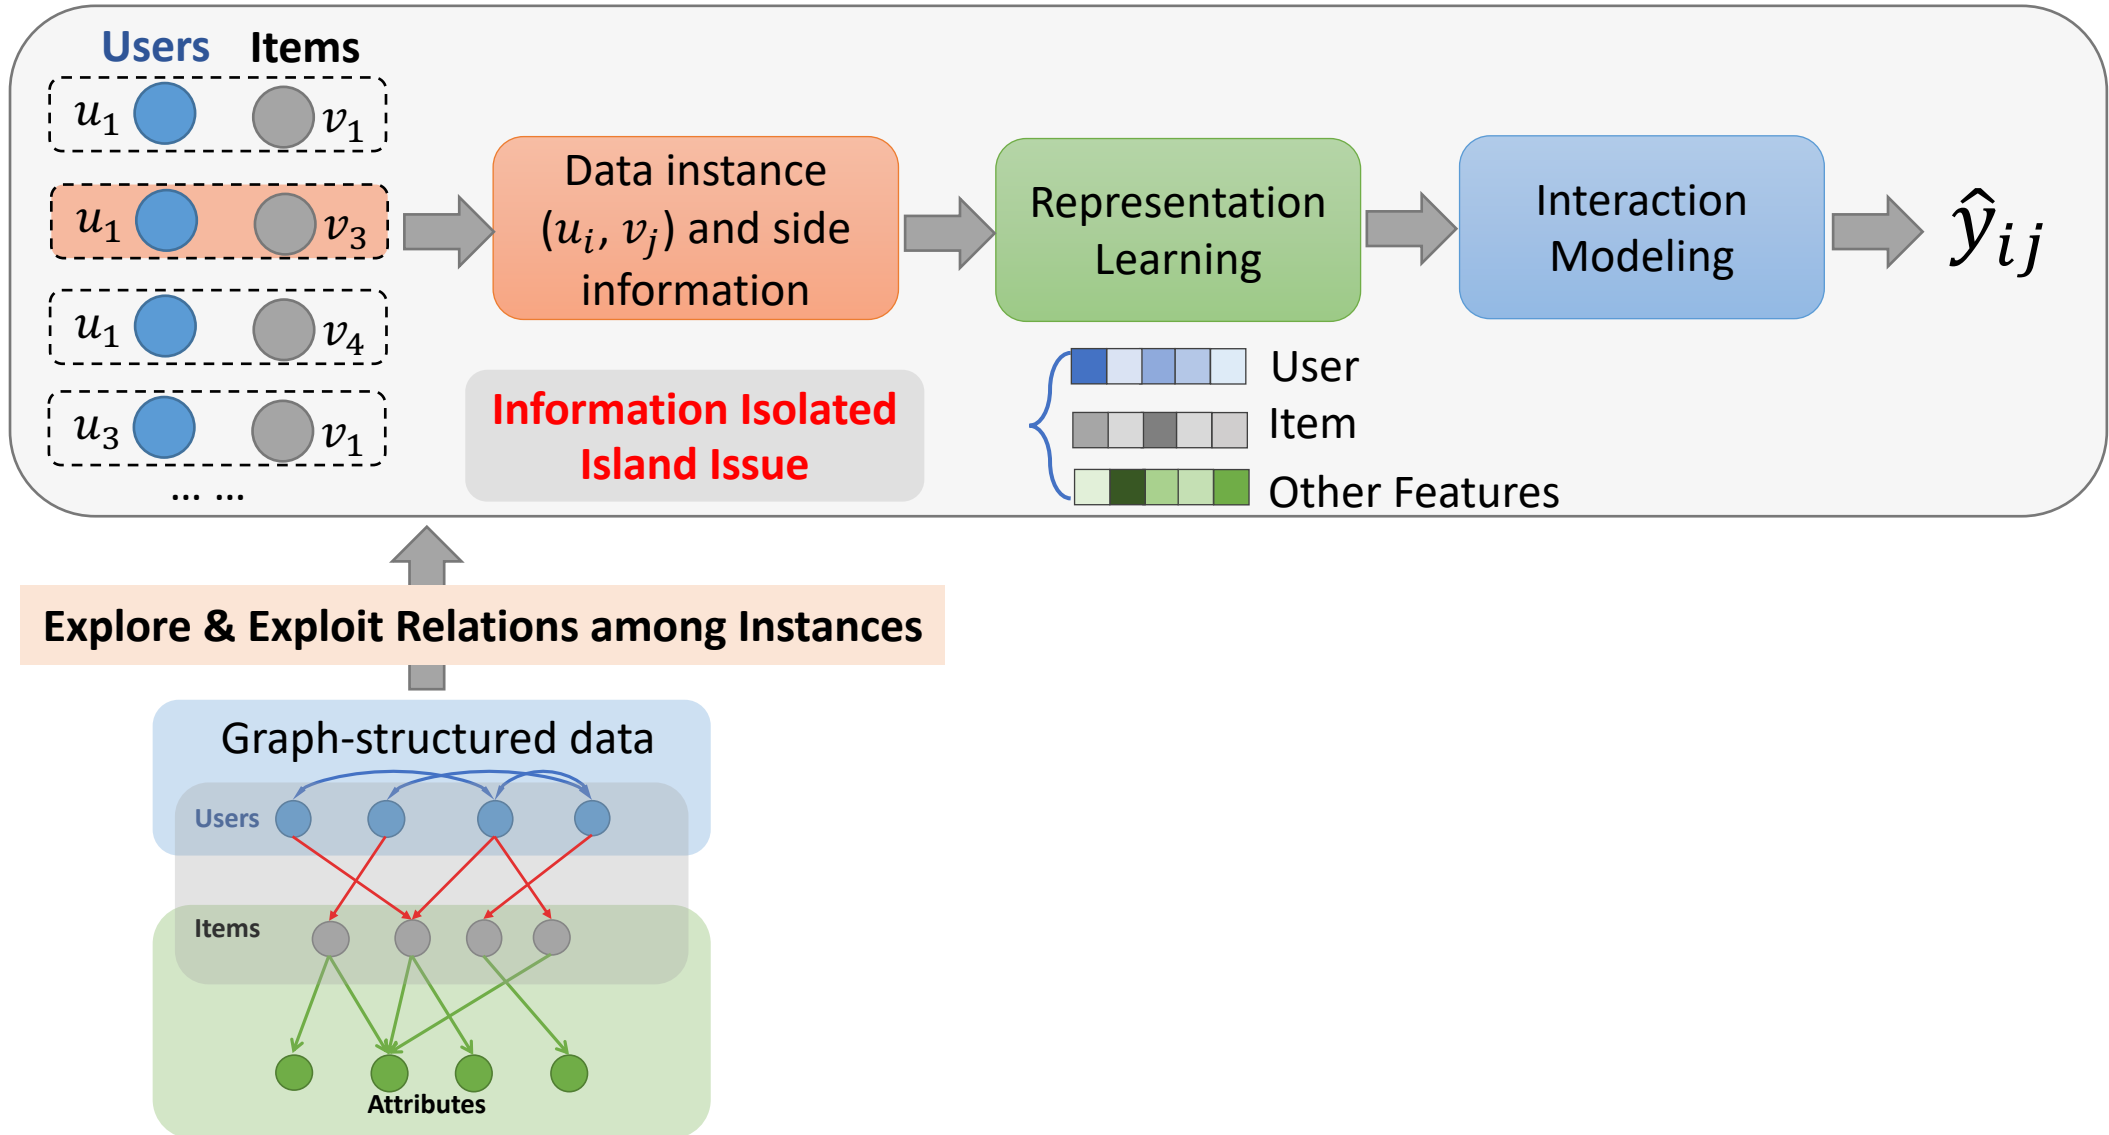 Users Items
u₁ v₁
u₁ v₃
u₁ v₄
u₃ v₁
... ...
Data instance
(uᵢ, vⱼ) and side
information
Representation
Learning
Interaction
Modeling
ŷᵢⱼ
Information Isolated
Island Issue
User
Item
Other Features
Explore & Exploit Relations among Instances
Graph-structured data
Users
Items
Attributes